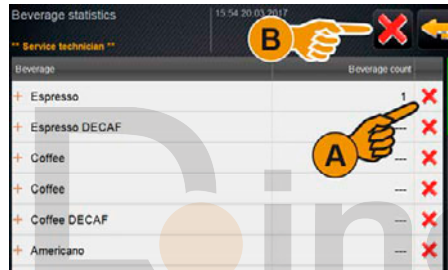 Beverage statistics
15:54 20.03.2017
** Service technician **
B
Beverage
Beverage count
+ Espresso 1
+ Espresso DECAF ---
A
+ Coffee ---
+ Coffee ---
+ Coffee DECAF ---
+ Americano ---